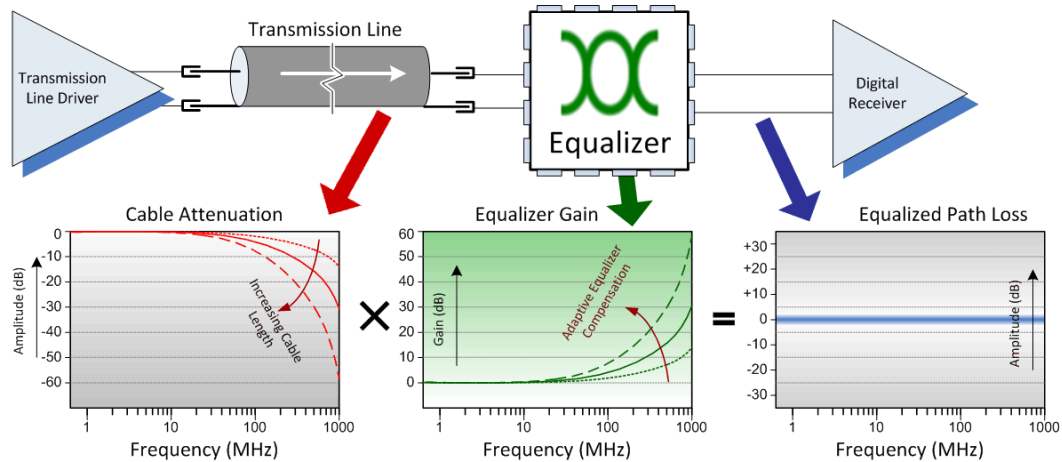 Transmission Line
Transmission
Line Driver
Equalizer
Digital
Receiver
Cable Attenuation
Equalizer Gain
Equalized Path Loss
Amplitude (dB)
0
-10
-20
-30
-40
-50
-60
Increasing Cable
Length
1
10
100
1000
Frequency (MHz)
×
Gain (dB)
60
50
40
30
20
10
0
Adaptive Equalizer
Compensation
1
10
100
1000
Frequency (MHz)
=
+30
+20
+10
0
-10
-20
-30
Amplitude (dB)
1
10
100
1000
Frequency (MHz)